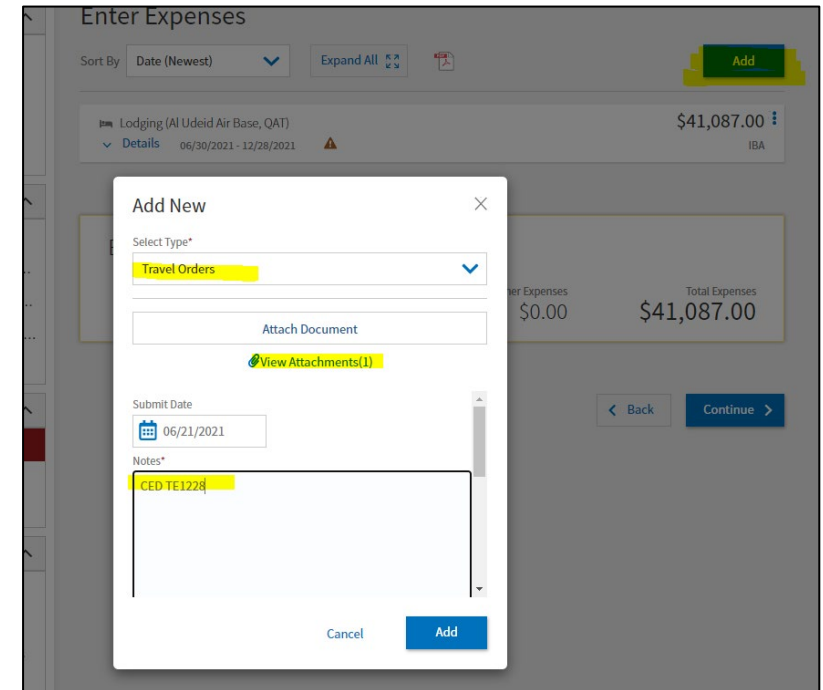 Enter Expenses
Sort By Date (Newest) Expand All Add
Lodging (Al Udeid Air Base, QAT) $41,087.00
Details 06/30/2021 - 12/28/2021 IBA
Add New
Select Type*
Travel Orders
Attach Document
View Attachments(1)
Submit Date
06/21/2021
Notes*
CED TE1228
Cancel Add
Expenses Total Expenses
$0.00 $41,087.00
Back Continue